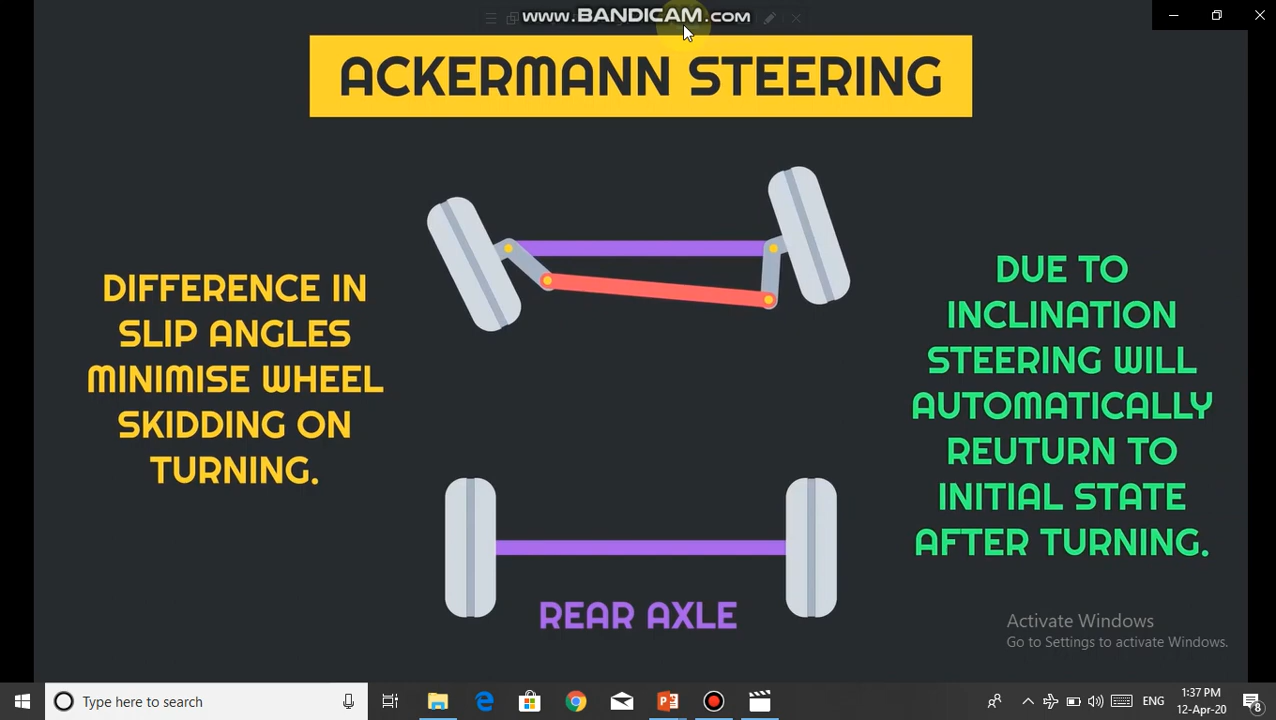 WWW.BANDICAM.COM
ACKERMANN STEERING
DIFFERENCE IN
SLIP ANGLES
MINIMISE WHEEL
SKIDDING ON
TURNING.
DUE TO
INCLINATION
STEERING WILL
AUTOMATICALLY
REUTURN TO
INITIAL STATE
AFTER TURNING.
REAR AXLE
Activate Windows
Go to Settings to activate Windows.
Type here to search
ENG
1:37 PM
12-Apr-20
8